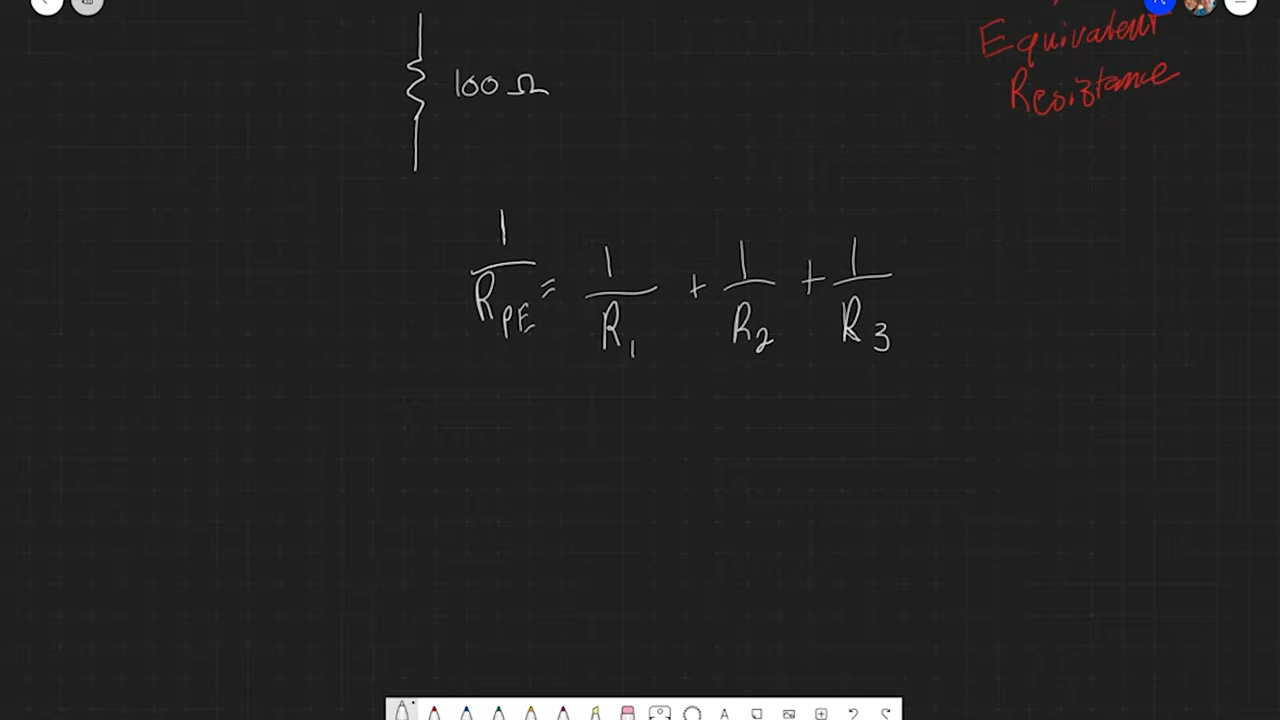 Equivalent
Resistance
100 Ω
1/R_PE = 1/R_1 + 1/R_2 + 1/R_3